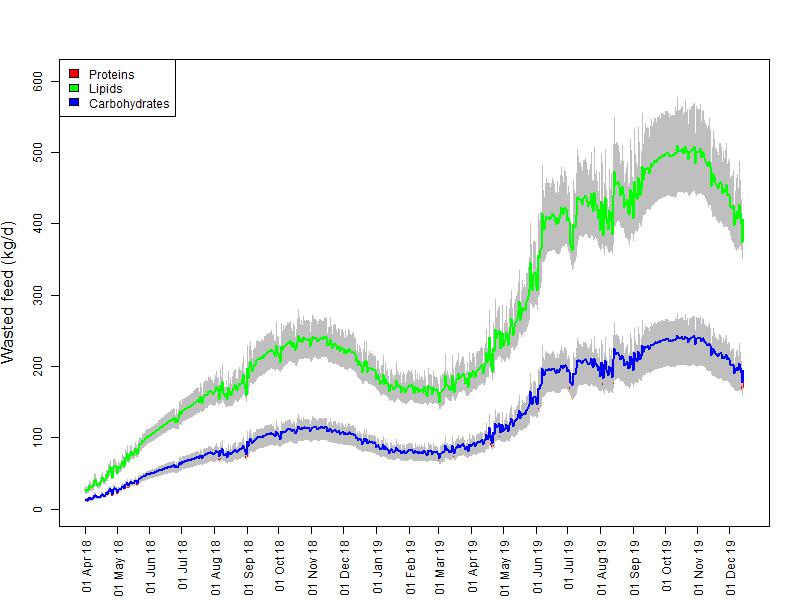 Proteins
Lipids
Carbohydrates
Wasted feed (kg/d)
600
500
400
300
200
100
0
01 Apr 18
01 May 18
01 Jun 18
01 Jul 18
01 Aug 18
01 Sep 18
01 Oct 18
01 Nov 18
01 Dec 18
01 Jan 19
01 Feb 19
01 Mar 19
01 Apr 19
01 May 19
01 Jun 19
01 Jul 19
01 Aug 19
01 Sep 19
01 Oct 19
01 Nov 19
01 Dec 19